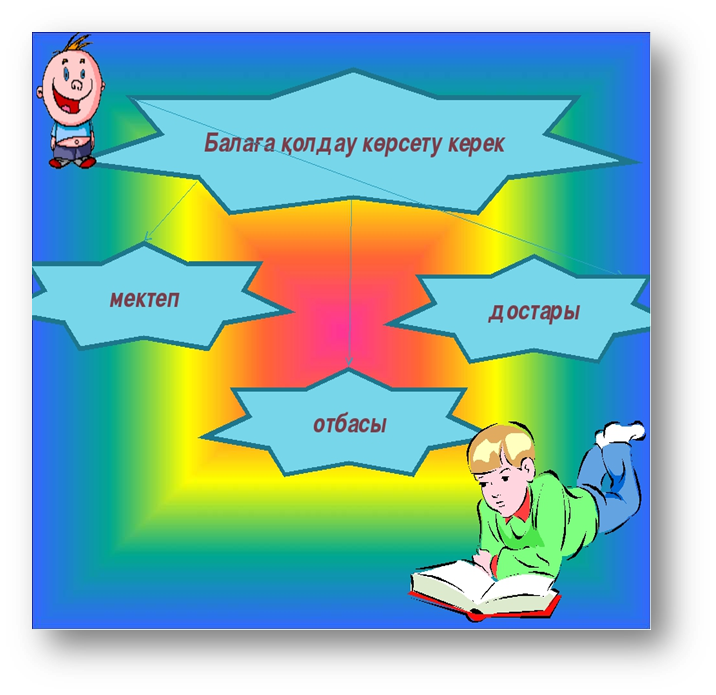 Балаға қолдау көрсету керек
мектеп
достары
отбасы